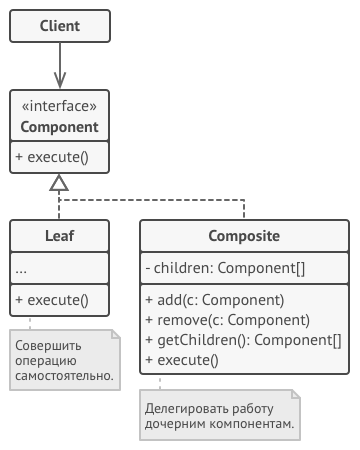 Client
«interface»
Component
+ execute()
Leaf
...
+ execute()
Совершить
операцию
самостоятельно.
Composite
- children: Component[]
+ add(c: Component)
+ remove(c: Component)
+ getChildren(): Component[]
+ execute()
Делегировать работу
дочерним компонентам.